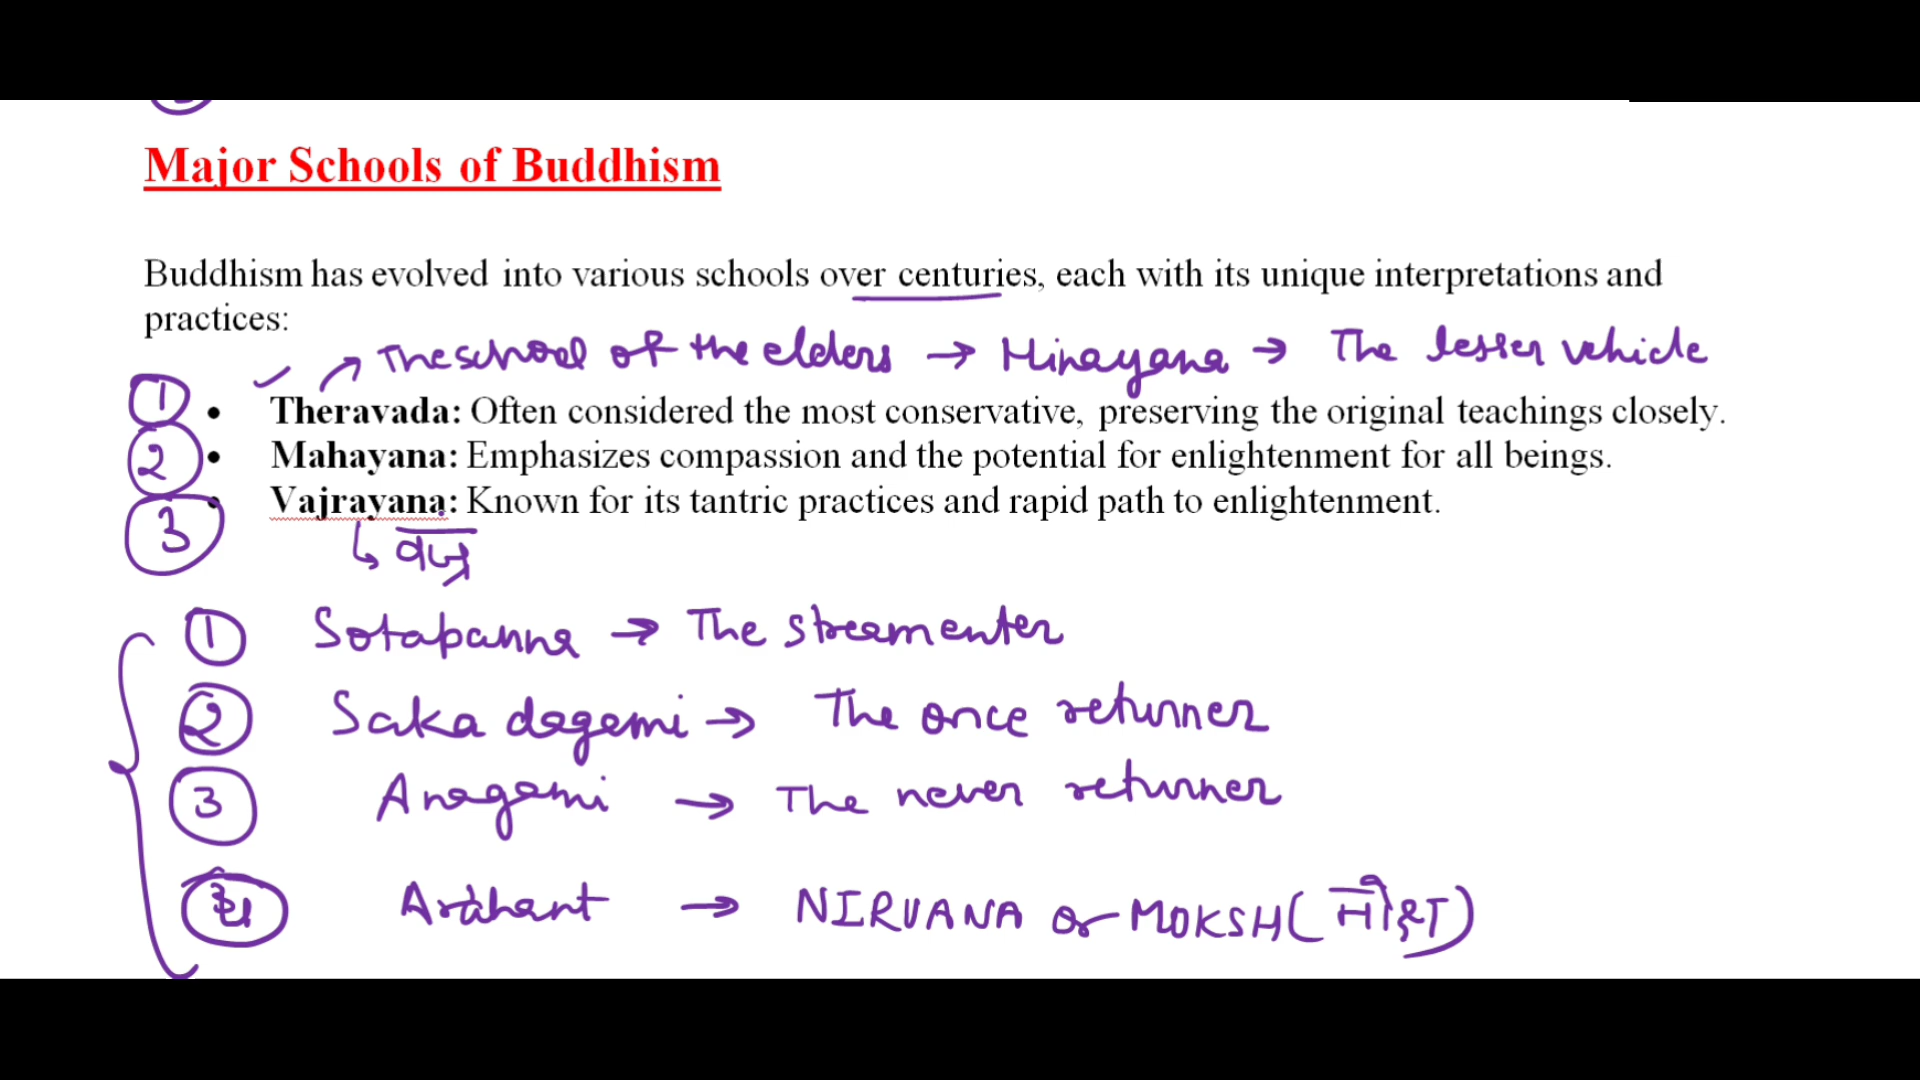 Major Schools of Buddhism
Buddhism has evolved into various schools over centuries, each with its unique interpretations and
practices:
The school of the elders → Hinayana → The lesser vehicle
1 • Theravada: Often considered the most conservative, preserving the original teachings closely.
2 • Mahayana: Emphasizes compassion and the potential for enlightenment for all beings.
3 • Vajrayana: Known for its tantric practices and rapid path to enlightenment.
↳ वज्र
1 Sotapanna → The stream enter
2 Saka dagami → The once returner
3 Anagami → The never returner
4 Arahant → NIRVANA or MOKSH (मोक्ष)